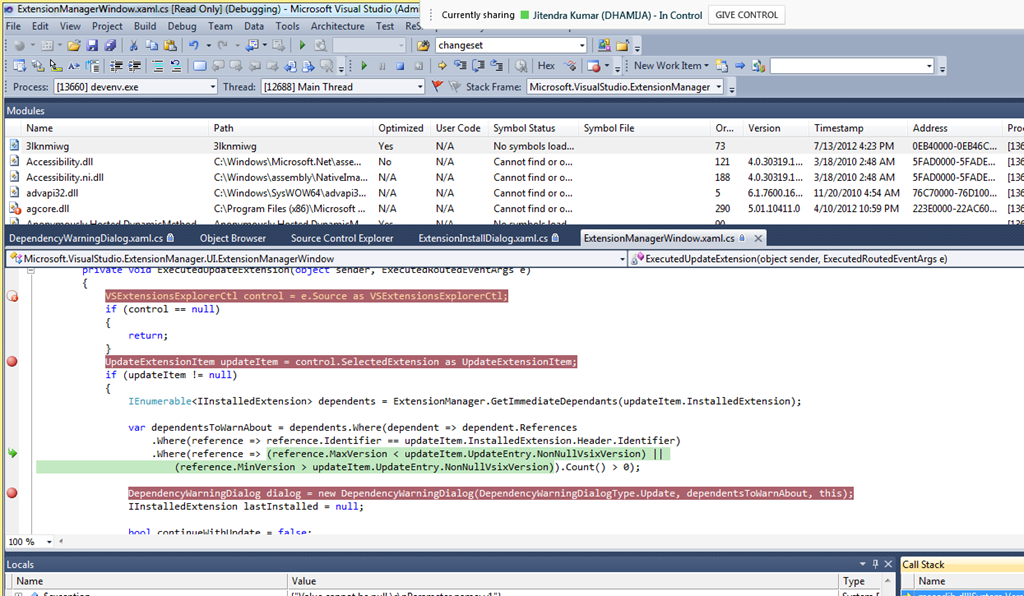 ExtensionManagerWindow.xaml.cs [Read Only] (Debugging) - Microsoft Visual Studio (Adm
Currently sharing Jitendra Kumar (DHAMIJA) - In Control GIVE CONTROL
File Edit View Project Build Debug Team Data Tools Architecture Test
changeset
Hex New Work Item
Process: [13660] devenv.exe Thread: [12688] Main Thread Stack Frame: Microsoft.VisualStudio.ExtensionManager
Modules
Name Path Optimized User Code Symbol Status Symbol File Or... Version Timestamp Address Proc
3lknmiwg 3lknmiwg Yes N/A No symbols load... 73 7/13/2012 4:23 PM 0EB40000-0EB46C... [136
Accessibility.dll C:\Windows\Microsoft.Net\asse... No N/A Cannot find or o... 121 4.0.30319.1... 3/18/2010 2:48 AM 5FAD0000-5FADE... [136
Accessibility.ni.dll C:\Windows\assembly\NativeIma... N/A N/A Cannot find or o... 188 4.0.30319.1... 3/18/2010 2:48 AM 5FAD0000-5FADE... [136
advapi32.dll C:\Windows\SysWOW64\advapi3... N/A N/A Cannot find or o... 5 6.1.7600.16... 11/20/2010 4:54 AM 76C70000-76D100... [136
agcore.dll C:\Program Files (x86)\Microsoft ... N/A N/A Cannot find or o... 290 5.01.10411.0 4/10/2012 10:59 PM 223E0000-22AC60... [136
DependencyWarningDialog.xaml.cs Object Browser Source Control Explorer ExtensionInstallDialog.xaml.cs ExtensionManagerWindow.xaml.cs
Microsoft.VisualStudio.ExtensionManager.UI.ExtensionManagerWindow ExecutedUpdateExtension(object sender, ExecutedRoutedEventArgs e)
private void ExecutedUpdateExtension(object sender, ExecutedRoutedEventArgs e)
{
VSExtensionsExplorerCtl control = e.Source as VSExtensionsExplorerCtl;
if (control == null)
{
return;
}
UpdateExtensionItem updateItem = control.SelectedExtension as UpdateExtensionItem;
if (updateItem != null)
{
IEnumerable<IInstalledExtension> dependents = ExtensionManager.GetImmediateDependants(updateItem.InstalledExtension);
var dependentsToWarnAbout = dependents.Where(dependent => dependent.References
.Where(reference => reference.Identifier == updateItem.InstalledExtension.Header.Identifier)
.Where(reference => (reference.MaxVersion < updateItem.UpdateEntry.NonNullVsixVersion) ||
(reference.MinVersion > updateItem.UpdateEntry.NonNullVsixVersion)).Count() > 0);
DependencyWarningDialog dialog = new DependencyWarningDialog(DependencyWarningDialogType.Update, dependentsToWarnAbout, this);
IInstalledExtension lastInstalled = null;
bool continueWithUpdate = false;
100 %
Locals Call Stack
Name Value Type Name